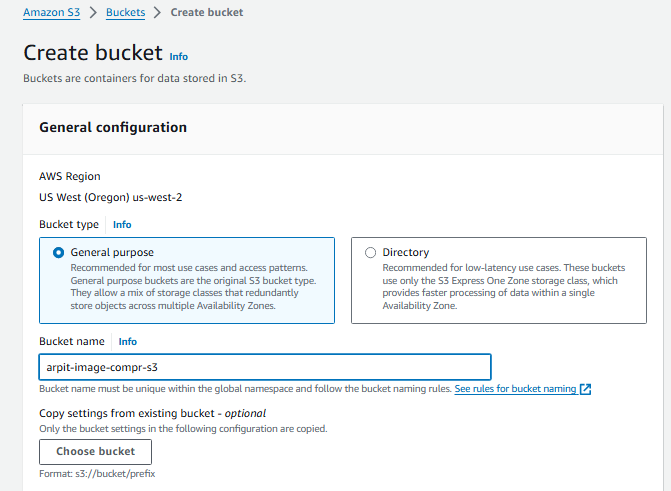 Amazon S3 > Buckets > Create bucket
Create bucket Info
Buckets are containers for data stored in S3.
General configuration
AWS Region
US West (Oregon) us-west-2
Bucket type Info
General purpose
Recommended for most use cases and access patterns.
General purpose buckets are the original S3 bucket type.
They allow a mix of storage classes that redundantly
store objects across multiple Availability Zones.
Directory
Recommended for low-latency use cases. These buckets
use only the S3 Express One Zone storage class, which
provides faster processing of data within a single
Availability Zone.
Bucket name Info
arpit-image-compr-s3
Bucket name must be unique within the global namespace and follow the bucket naming rules. See rules for bucket naming
Copy settings from existing bucket - optional
Only the bucket settings in the following configuration are copied.
Choose bucket
Format: s3://bucket/prefix